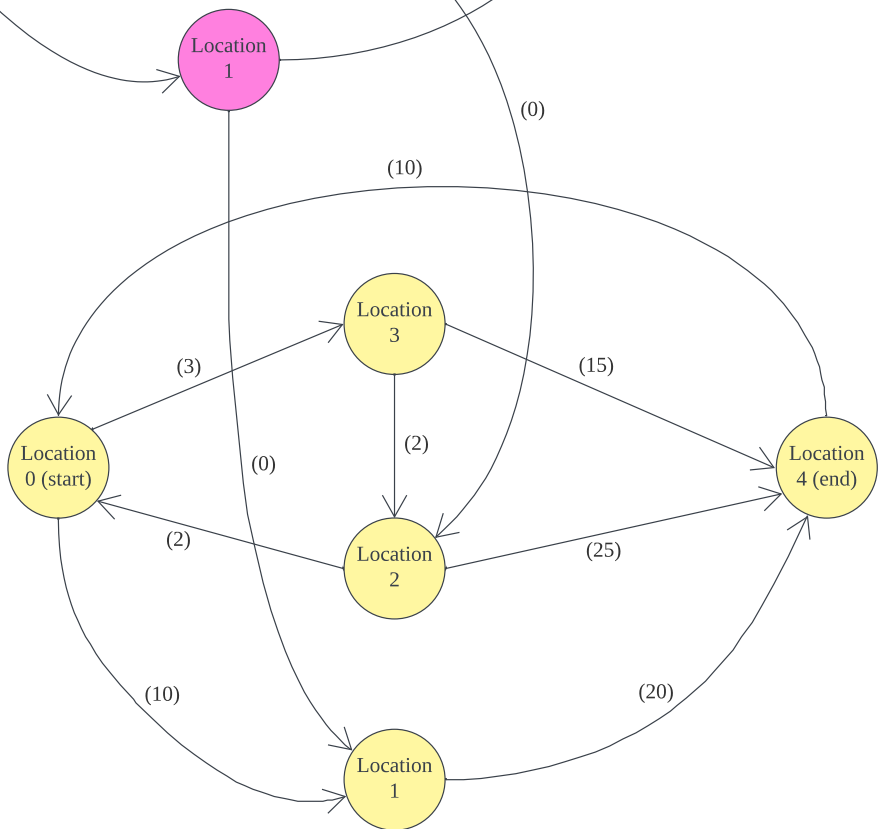 Location
1
(0)
(10)
Location
3
(3)
(15)
(2)
Location
0 (start)
(0)
Location
4 (end)
(2)
Location
2
(25)
(10)
(20)
Location
1